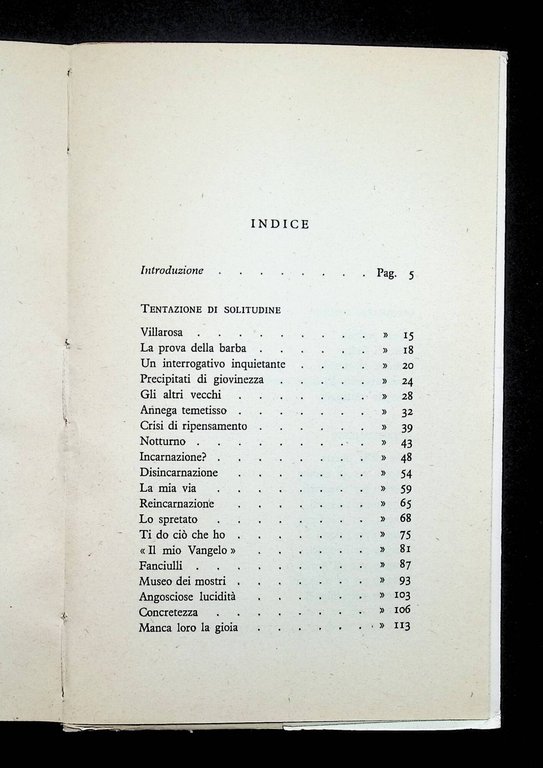 INDICE
Introduzione . . . . . . . . Pag. 5
TENTAZIONE DI SOLITUDINE
Villarosa . . . . . . . . . » 15
La prova della barba . . . . . . » 18
Un interrogativo inquietante . . . . » 20
Precipitati di giovinezza . . . . . » 24
Gli altri vecchi . . . . . . . » 28
Annega temetisso . . . . . . . » 32
Crisi di ripensamento . . . . . . » 39
Notturno . . . . . . . . . » 43
Incarnazione? . . . . . . . . » 48
Disincarnazione . . . . . . . » 54
La mia via . . . . . . . . » 59
Reincarnazione . . . . . . . . » 65
Lo spretato . . . . . . . . » 68
Ti do ciò che ho . . . . . . . » 75
« Il mio Vangelo » . . . . . . » 81
Fanciulli . . . . . . . . . » 87
Museo dei mostri . . . . . . . » 93
Angosciose lucidità . . . . . . » 103
Concretezza . . . . . . . . » 106
Manca loro la gioia . . . . . . » 113